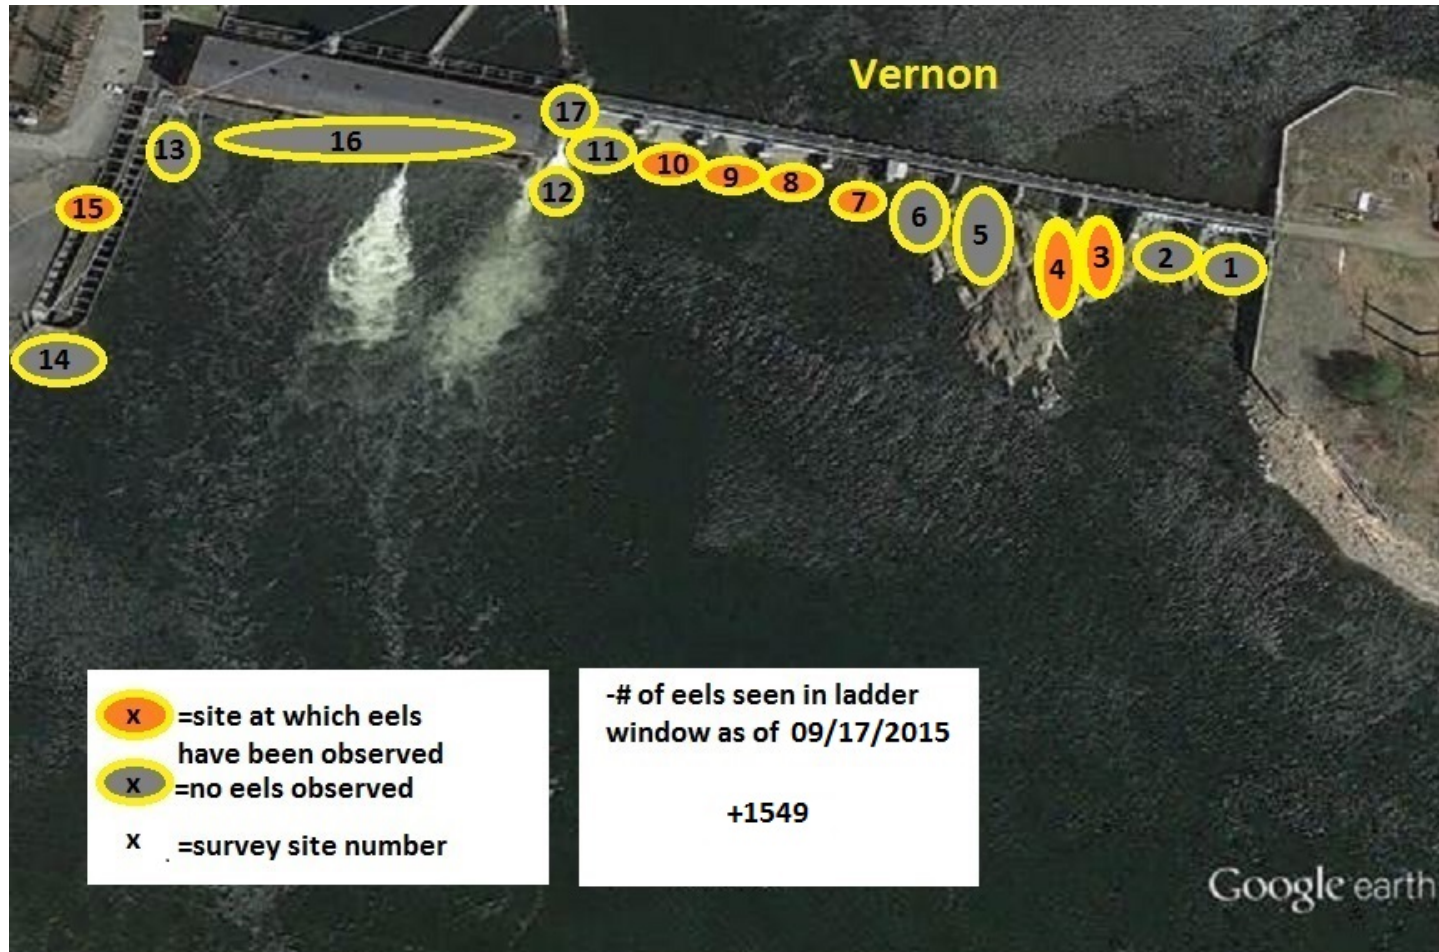 Vernon
17
16
13
11
12
10
9
8
7
6
5
4
3
2
1
15
14
x =site at which eels
have been observed
x =no eels observed
x =survey site number
-# of eels seen in ladder
window as of 09/17/2015
+1549
Google earth